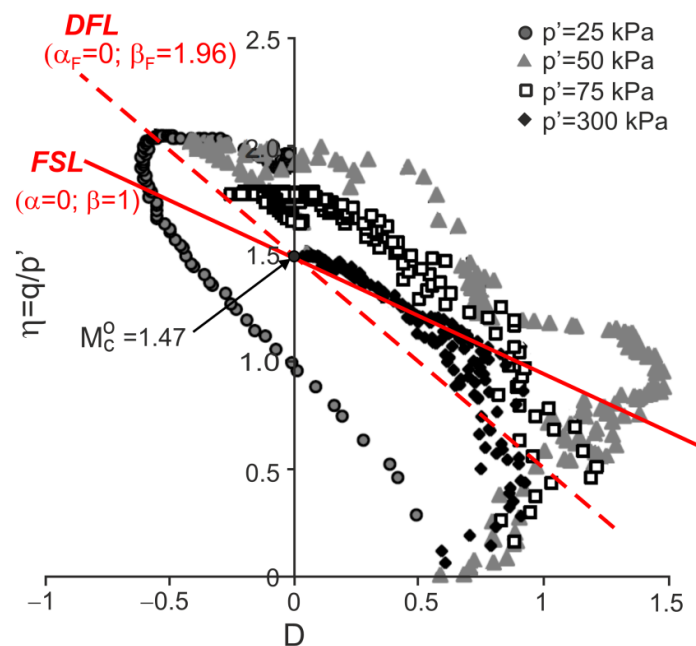 DFL
(αF=0; βF=1.96)
2.5
p'=25 kPa
p'=50 kPa
p'=75 kPa
p'=300 kPa
2.0
FSL
(α=0; β=1)
1.5
η=q/p'
Mcº=1.47
1.0
0.5
0
−1
−0.5
0
0.5
1
1.5
D